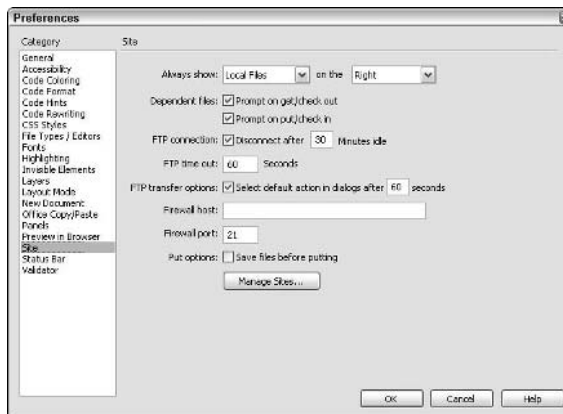 Preferences
Category
Site
General
Accessibility
Code Coloring
Code Format
Code Hints
Code Rewriting
CSS Styles
File Types / Editors
Fonts
Highlighting
Invisible Elements
Layers
Layout Mode
New Document
Office Copy/Paste
Panels
Preview in Browser
Site
Status Bar
Validator
Always show: Local Files on the Right
Dependent files: Prompt on get/check out
Prompt on put/check in
FTP connection: Disconnect after 30 Minutes idle
FTP time out: 60 Seconds
FTP transfer options: Select default action in dialogs after 60 seconds
Firewall host:
Firewall port: 21
Put options: Save files before putting
Manage Sites...
OK Cancel Help